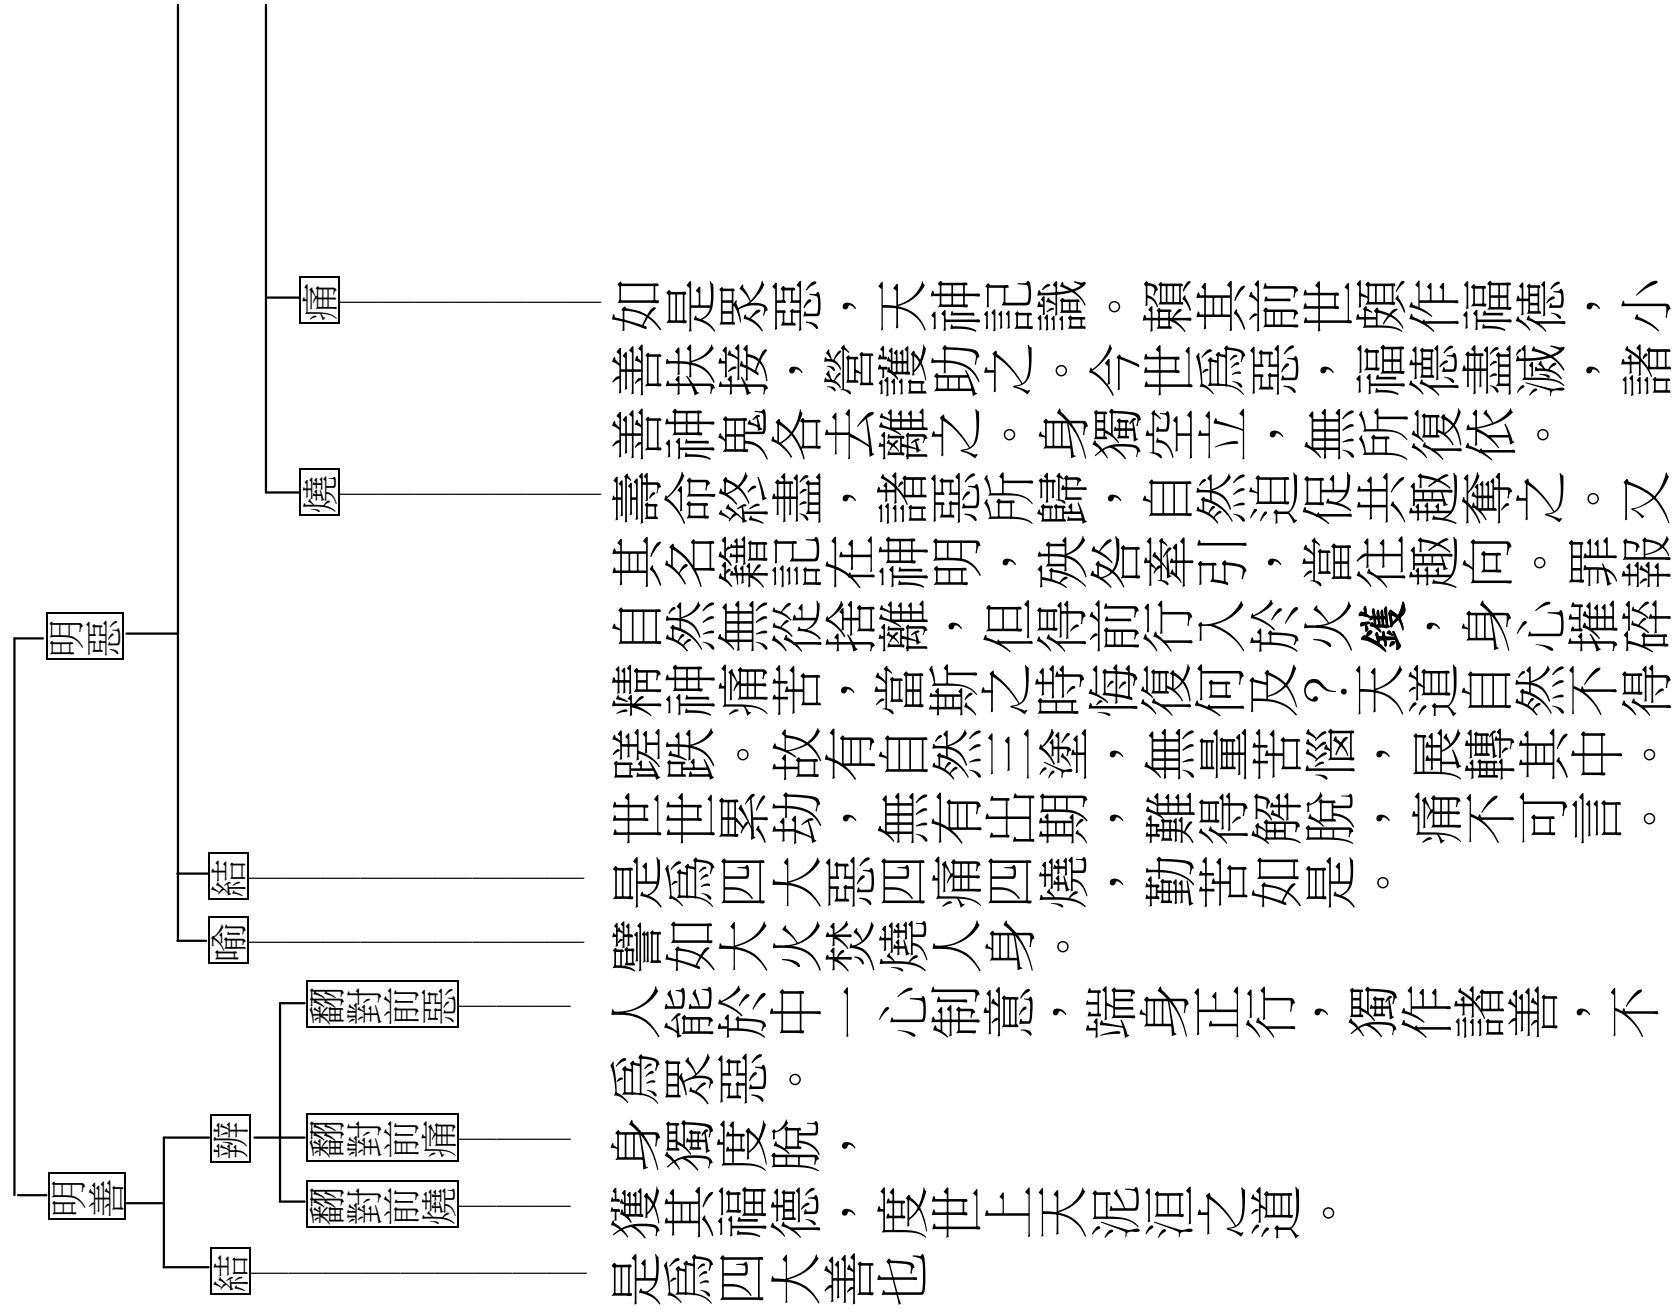 痛
如是眾惡，天神記識。賴其前世頗作福德，小
善扶接，營護助之。今世爲惡，福德盡滅，諸
善神鬼各去離之。身獨空立，無所復依。
燒
壽命終盡，諸惡所歸，自然迫促共趣奪之。又
其名籍記在神明，殃咎牽引，當往趣向。罪報
自然無從捨離，但得前行入於火鑊，身心摧碎
精神痛苦，當斯之時悔復何及？天道自然不得
蹉跌。故有自然三塗，無量苦惱，展轉其中。
世世累劫，無有出期，難得解脫，痛不可言。
明惡
結
是爲四大惡四痛四燒，勤苦如是。
喻
譬如大火焚燒人身。
明善
辨
翻對前惡
人能於中一心制意，端身正行，獨作諸善，不
爲眾惡。
翻對前痛
身獨度脫，
翻對前燒
獲其福德，度世上天泥洹之道。
結
是爲四大善也